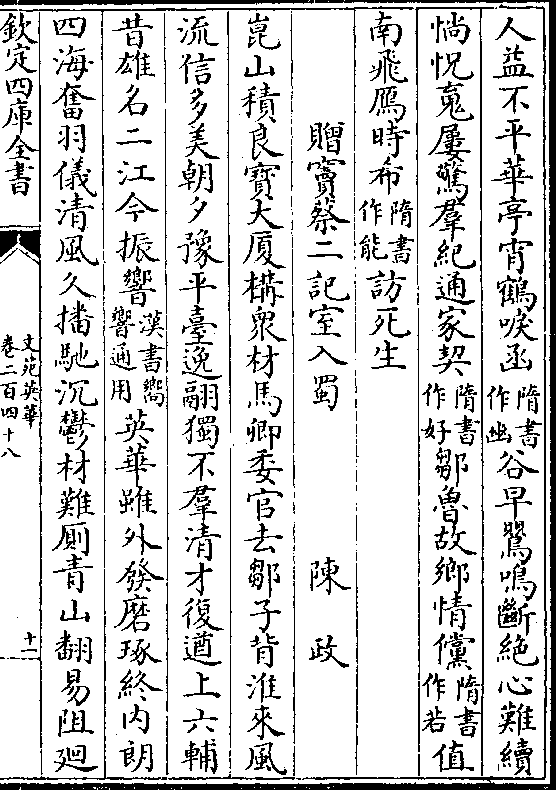 人益不平華亭宵鶴唳函隋書作幽谷早鸎鳴斷絶心難續
惝怳䰟屢驚羣紀通家契隋書作好鄒魯故鄉情儻隋書作若值
南飛鴈時布隋書作能訪死生
贈竇蔡二記室入蜀 陳政
崑山積良寶大厦構衆材馬卿委官去鄒子背淮來風
流信多美朝夕豫平臺逸翮獨不羣清才復遒上六輔
昔雄名二江今振響漢書嚮響通用英華雖外發磨琢終内朗
四海奮羽儀清風久播馳沉鬱材難厠青山翻易阻廻
欽定四庫全書
文苑英華
卷二百四十八
十一